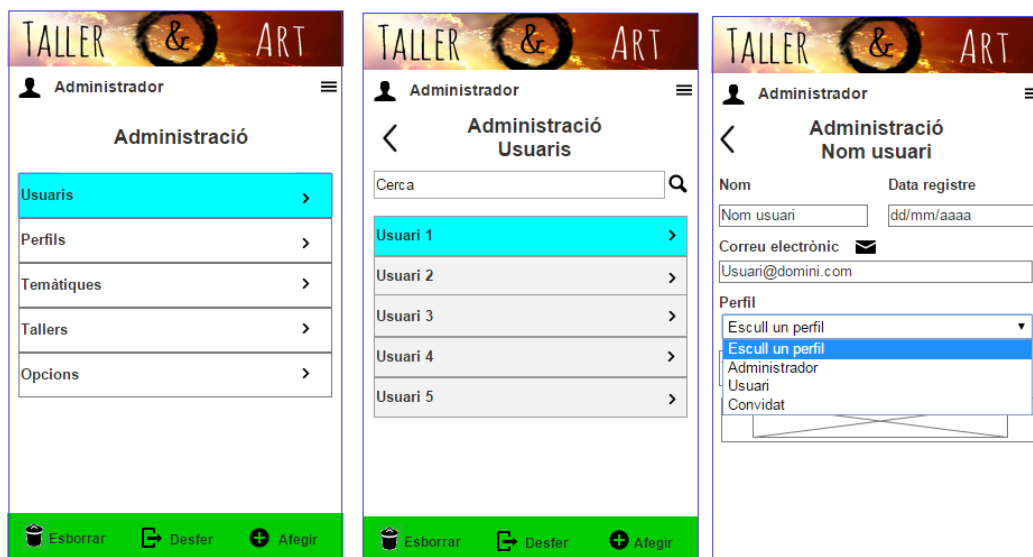 TALLER & ART
Administrador
Administració
Usuaris
Perfils
Temàtiques
Tallers
Opcions
Esborrar
Desfer
Afegir
TALLER & ART
Administrador
Administració
Usuaris
Cerca
Usuari 1
Usuari 2
Usuari 3
Usuari 4
Usuari 5
Esborrar
Desfer
Afegir
TALLER & ART
Administrador
Administració
Nom usuari
Nom Data registre
Nom usuari dd/mm/aaaa
Correu electrònic
Usuari@domini.com
Perfil
Escull un perfil
Escull un perfil
Administrador
Usuari
Convidat